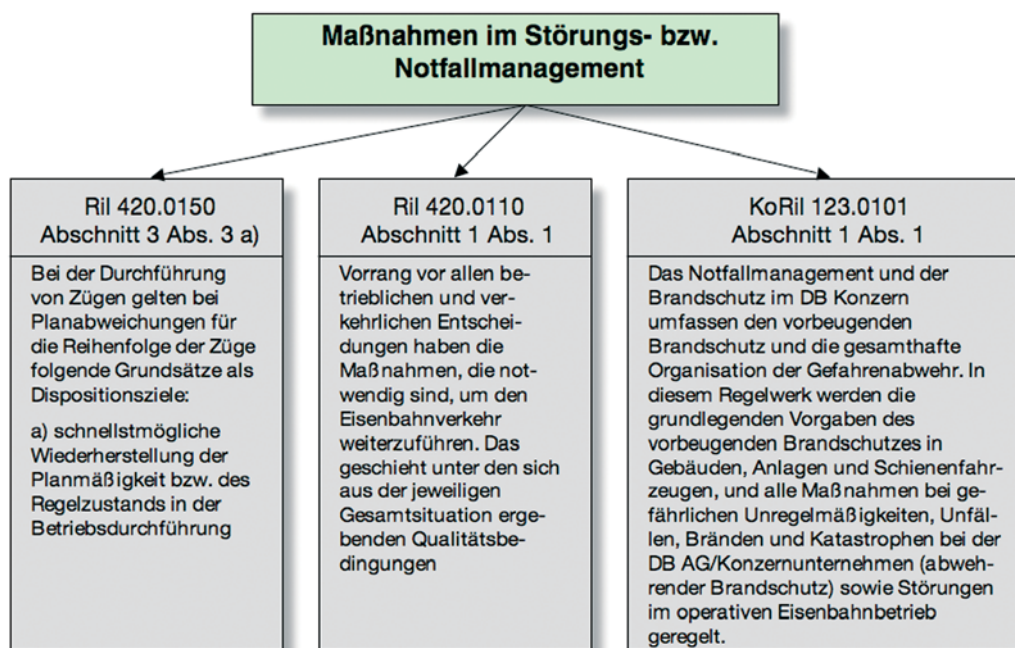 Maßnahmen im Störungs- bzw.
Notfallmanagement
Ril 420.0150
Abschnitt 3 Abs. 3 a)
Bei der Durchführung
von Zügen gelten bei
Planabweichungen für
die Reihenfolge der Züge
folgende Grundsätze als
Dispositionsziele:
a) schnellstmögliche
Wiederherstellung der
Planmäßigkeit bzw. des
Regelzustands in der
Betriebsdurchführung
Ril 420.0110
Abschnitt 1 Abs. 1
Vorrang vor allen be-
trieblichen und ver-
kehrlichen Entschei-
dungen haben die
Maßnahmen, die not-
wendig sind, um den
Eisenbahnverkehr
weiterzuführen. Das
geschieht unter den sich
aus der jeweiligen
Gesamtsituation erge-
benden Qualitätsbe-
dingungen
KoRil 123.0101
Abschnitt 1 Abs. 1
Das Notfallmanagement und der
Brandschutz im DB Konzern
umfassen den vorbeugenden
Brandschutz und die gesamthafte
Organisation der Gefahrenabwehr. In
diesem Regelwerk werden die
grundlegenden Vorgaben des
vorbeugenden Brandschutzes in
Gebäuden, Anlagen und Schienenfahr-
zeugen, und alle Maßnahmen bei ge-
fährlichen Unregelmäßigkeiten, Unfäl-
len, Bränden und Katastrophen bei der
DB AG/Konzernunternehmen (abweh-
render Brandschutz) sowie Störungen
im operativen Eisenbahnbetrieb
geregelt.